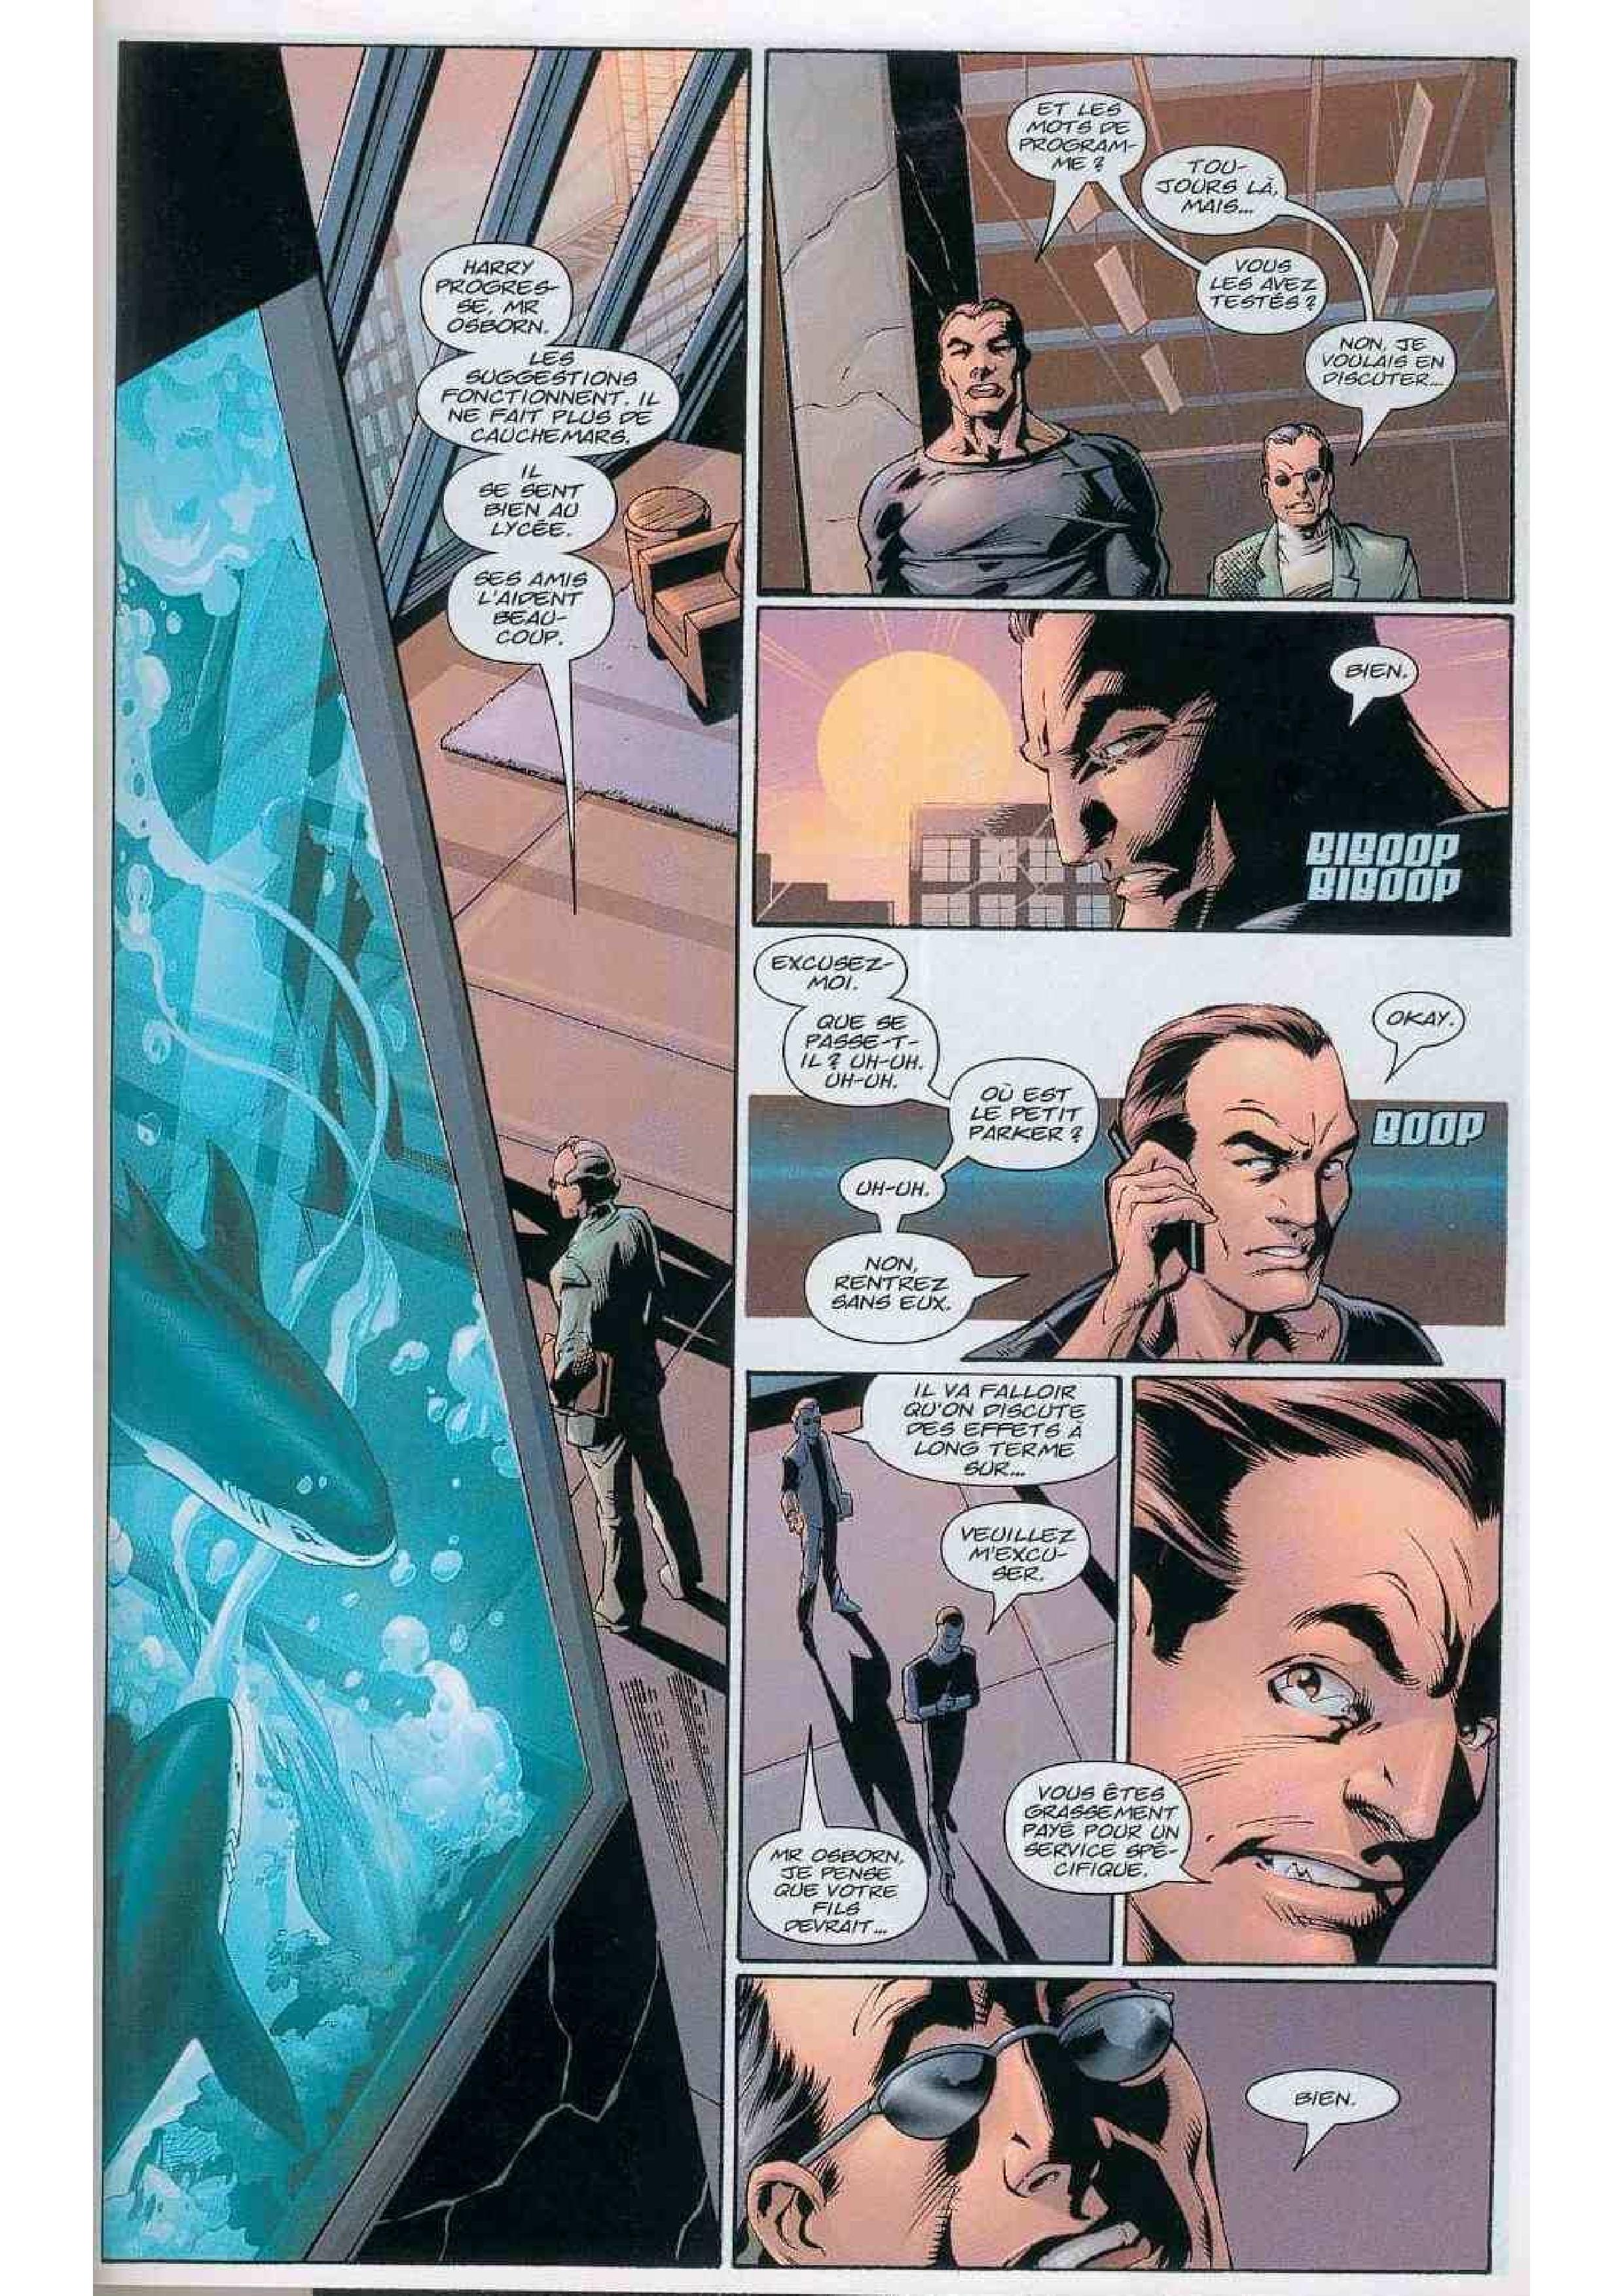 HARRY
PROGRES-
SE, MR
OSBORN.
LES
SUGGESTIONS
FONCTIONNENT. IL
NE FAIT PLUS DE
CAUCHEMARS.
IL
SE SENT
BIEN AU
LYCÉE.
SES AMIS
L'AIDENT
BEAU-
COUP.
ET LES
MOTS DE
PROGRAM-
ME ?
TOU-
JOURS LÀ,
MAIS...
VOUS
LES AVEZ
TESTÉS ?
NON, JE
VOULAIS EN
DISCUTER...
BIEN.
BIBOOP
BIBOOP
EXCUSEZ-
MOI.
QUE SE
PASSE-T-
IL ? UH-UH.
UH-UH.
OÙ EST
LE PETIT
PARKER ?
UH-UH.
NON,
RENTREZ
SANS EUX.
OKAY.
BOOP
IL VA FALLOIR
QU'ON DISCUTE
DES EFFETS À
LONG TERME
SUR...
VEUILLEZ
M'EXCU-
SER.
MR OSBORN,
JE PENSE
QUE VOTRE
FILS
DEVRAIT...
VOUS ÊTES
GRASSEMENT
PAYÉ POUR UN
SERVICE SPÉ-
CIFIQUE.
BIEN.